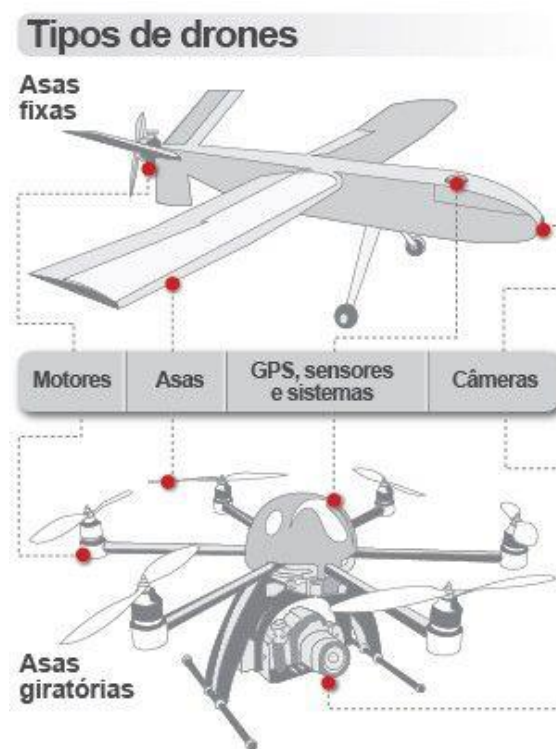 Tipos de drones
Asas
fixas
Motores
Asas
GPS, sensores
e sistemas
Câmeras
Asas
giratórias